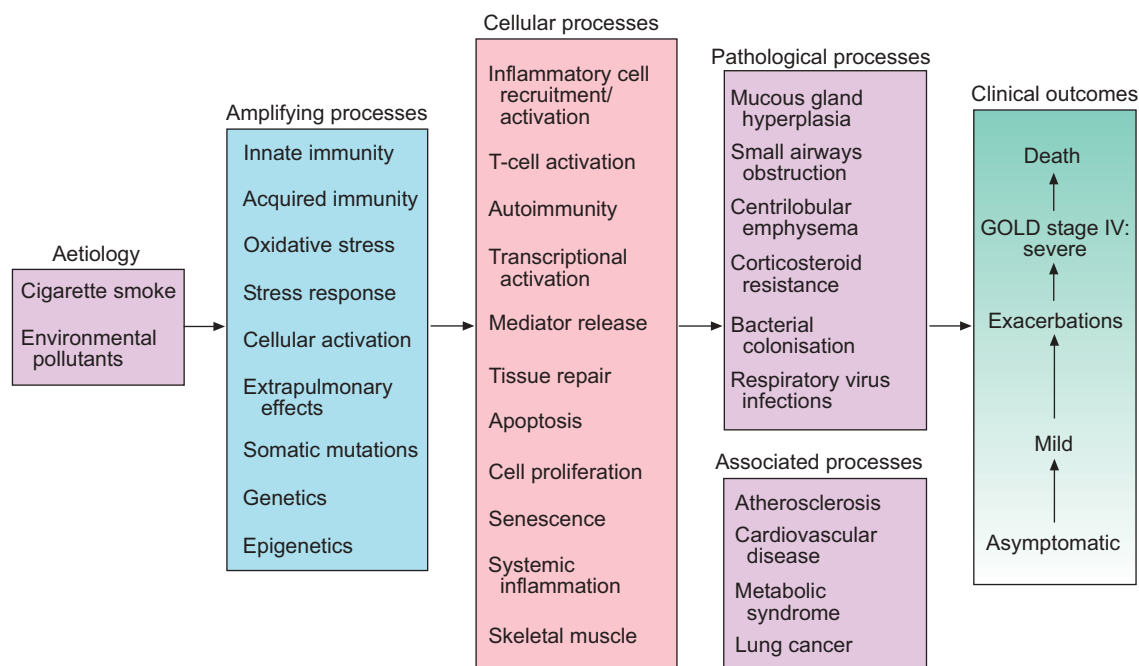 Aetiology
Cigarette smoke
Environmental
pollutants
Amplifying processes
Innate immunity
Acquired immunity
Oxidative stress
Stress response
Cellular activation
Extrapulmonary
effects
Somatic mutations
Genetics
Epigenetics
Cellular processes
Inflammatory cell
recruitment/
activation
T-cell activation
Autoimmunity
Transcriptional
activation
Mediator release
Tissue repair
Apoptosis
Cell proliferation
Senescence
Systemic
inflammation
Skeletal muscle
Pathological processes
Mucous gland
hyperplasia
Small airways
obstruction
Centrilobular
emphysema
Corticosteroid
resistance
Bacterial
colonisation
Respiratory virus
infections
Associated processes
Atherosclerosis
Cardiovascular
disease
Metabolic
syndrome
Lung cancer
Clinical outcomes
Death
GOLD stage IV:
severe
Exacerbations
Mild
Asymptomatic